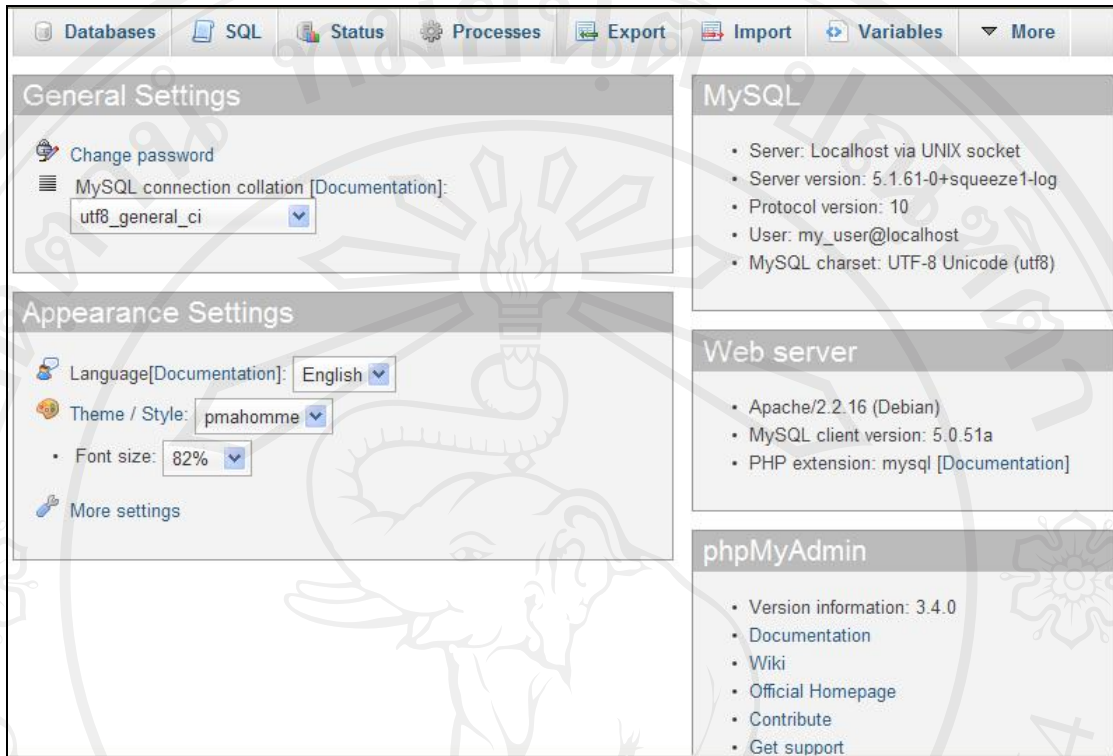 Databases SQL Status Processes Export Import Variables More
General Settings
Change password
MySQL connection collation [Documentation]:
utf8_general_ci
Appearance Settings
Language[Documentation]: English
Theme / Style: pmahomme
Font size: 82%
More settings
MySQL
Server: Localhost via UNIX socket
Server version: 5.1.61-0+squeeze1-log
Protocol version: 10
User: my_user@localhost
MySQL charset: UTF-8 Unicode (utf8)
Web server
Apache/2.2.16 (Debian)
MySQL client version: 5.0.51a
PHP extension: mysql [Documentation]
phpMyAdmin
Version information: 3.4.0
Documentation
Wiki
Official Homepage
Contribute
Get support